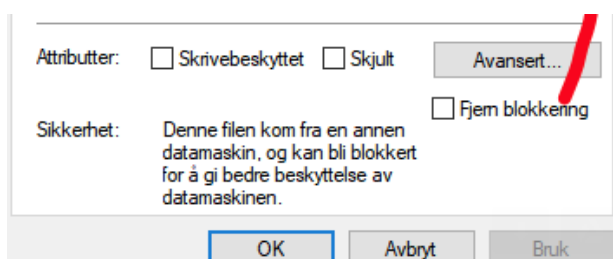 Attributter: Skrivebeskyttet Skjult Avansert...
Fjern blokkering
Sikkerhet: Denne filen kom fra en annen
datamaskin, og kan bli blokkert
for å gi bedre beskyttelse av
datamaskinen.
OK Avbryt Bruk